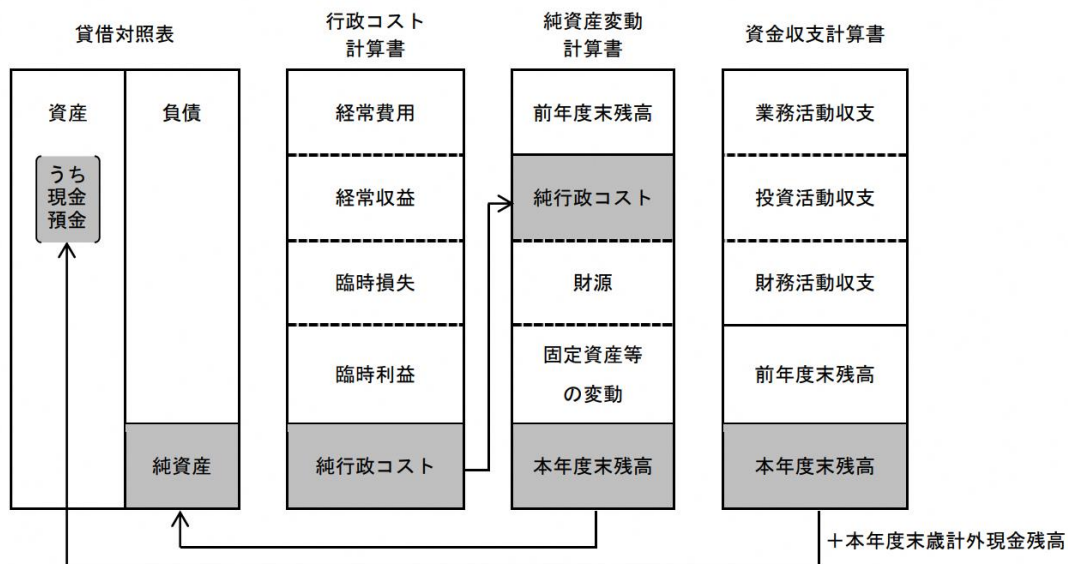 貸借対照表
行政コスト
計算書
純資産変動
計算書
資金収支計算書
資産
負債
うち
現金
預金
純資産
経常費用
経常収益
臨時損失
臨時利益
純行政コスト
前年度末残高
純行政コスト
財源
固定資産等
の変動
本年度末残高
業務活動収支
投資活動収支
財務活動収支
前年度末残高
本年度末残高
＋本年度末歳計外現金残高